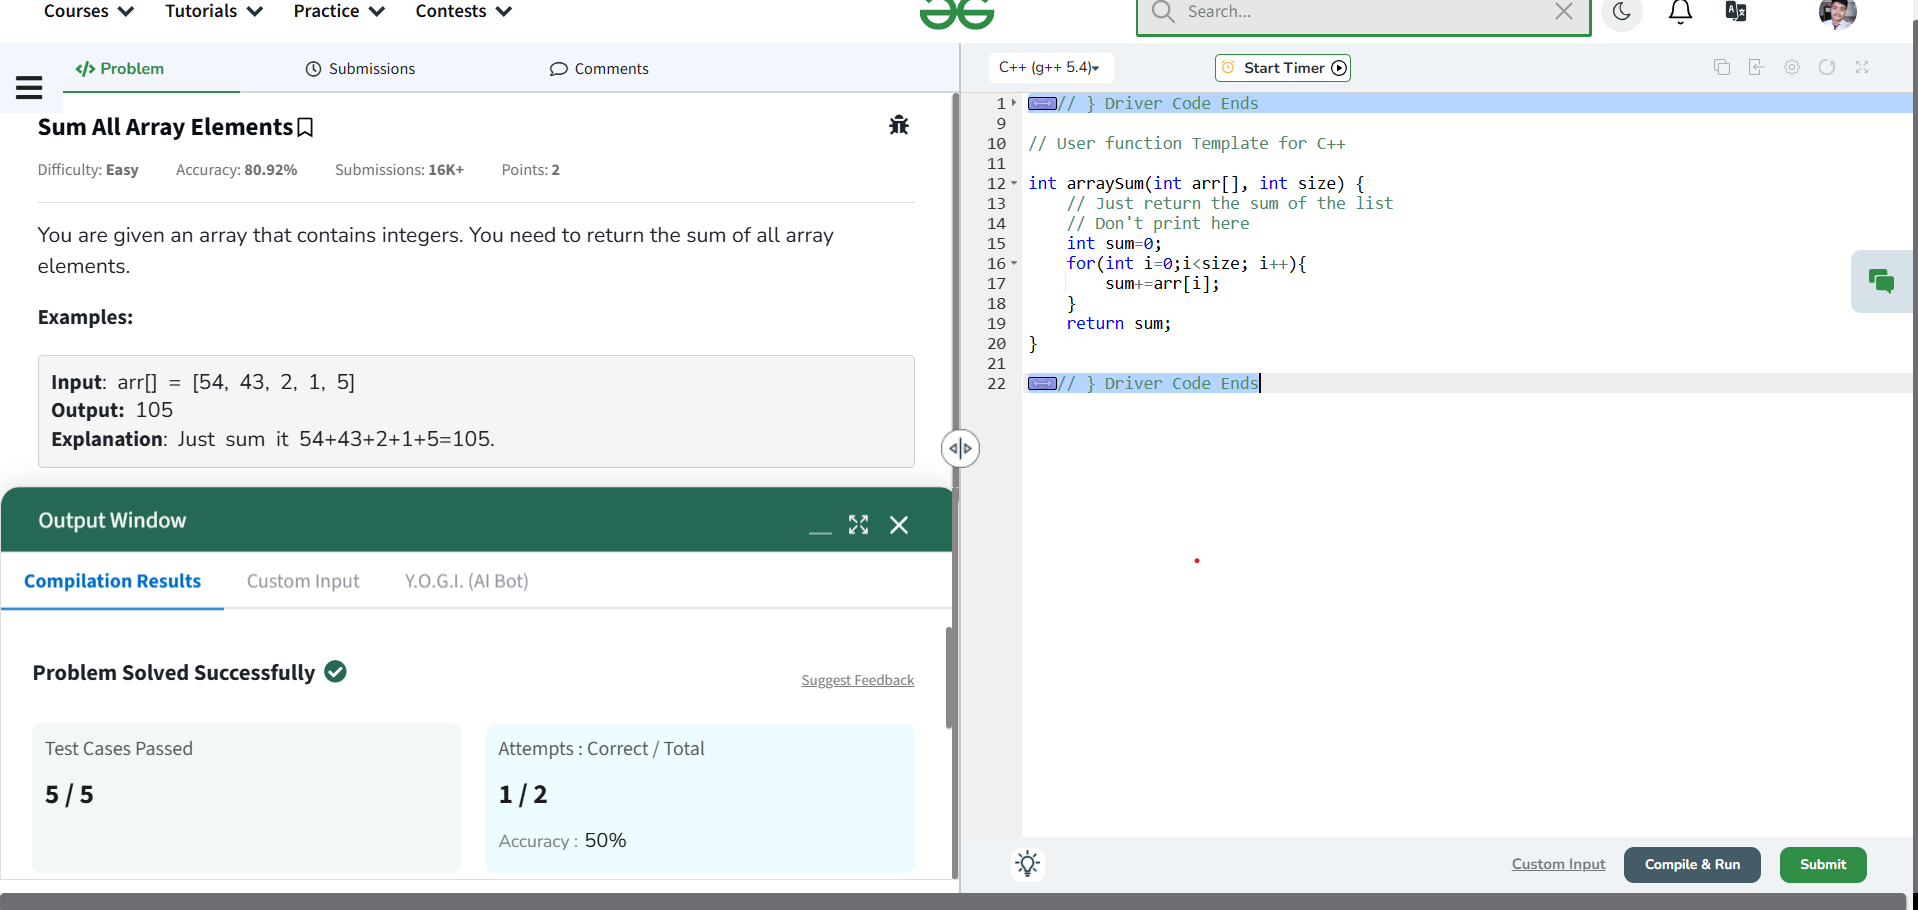 Courses
Tutorials
Practice
Contests
Search...
</> Problem
Submissions
Comments
Sum All Array Elements
Difficulty: Easy
Accuracy: 80.92%
Submissions: 16K+
Points: 2
You are given an array that contains integers. You need to return the sum of all array
elements.
Examples:
Input: arr[] = [54, 43, 2, 1, 5]
Output: 105
Explanation: Just sum it 54+43+2+1+5=105.
Output Window
Compilation Results
Custom Input
Y.O.G.I. (AI Bot)
Problem Solved Successfully
Suggest Feedback
Test Cases Passed
5 / 5
Attempts : Correct / Total
1 / 2
Accuracy : 50%
C++ (g++ 5.4)
Start Timer
1 // } Driver Code Ends
9
10 // User function Template for C++
11
12 int arraySum(int arr[], int size) {
13     // Just return the sum of the list
14     // Don't print here
15     int sum=0;
16     for(int i=0;i<size; i++){
17         sum+=arr[i];
18     }
19     return sum;
20 }
21
22 // } Driver Code Ends
Custom Input
Compile & Run
Submit